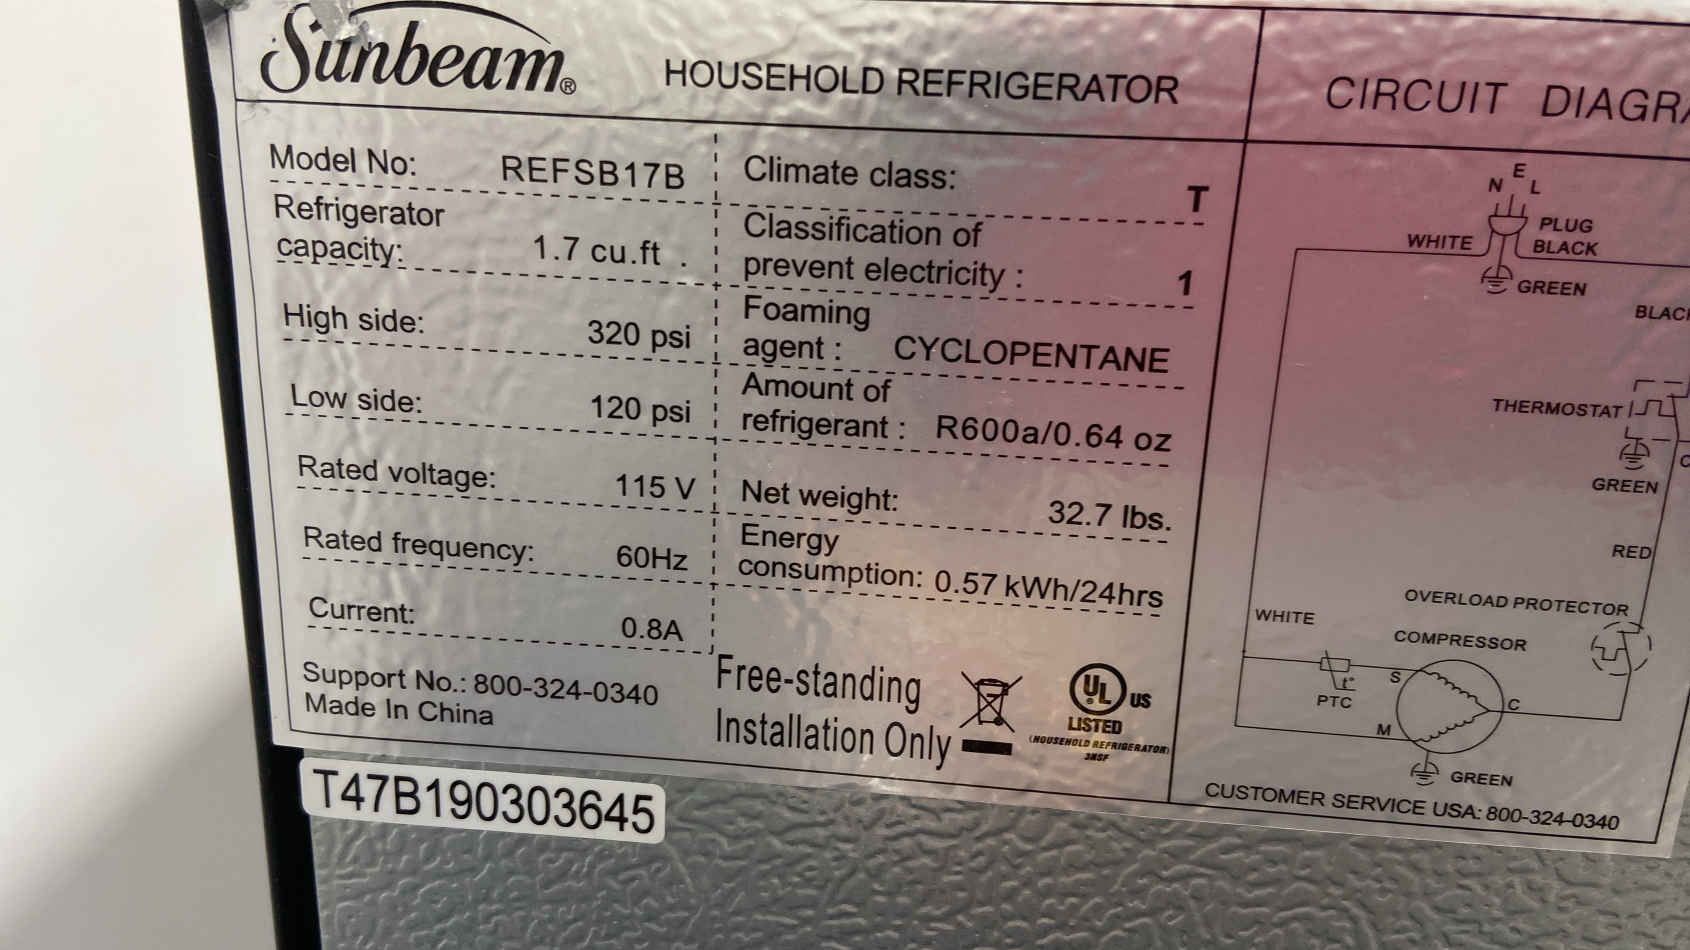 Sunbeam®
HOUSEHOLD REFRIGERATOR
Model No: REFSB17B
Refrigerator
capacity: 1.7 cu.ft .
High side: 320 psi
Low side: 120 psi
Rated voltage: 115 V
Rated frequency: 60Hz
Current: 0.8A
Support No.: 800-324-0340
Made In China
Climate class: T
Classification of
prevent electricity : 1
Foaming
agent : CYCLOPENTANE
Amount of
refrigerant : R600a/0.64 oz
Net weight: 32.7 lbs.
Energy
consumption: 0.57 kWh/24hrs
Free-standing
Installation Only
UL US
LISTED
(HOUSEHOLD REFRIGERATOR)
3NSF
CIRCUIT
N E L
PLUG
WHITE BLACK
GREEN
THERMOSTAT
GREEN
RED
OVERLOAD PROTECTOR
WHITE
COMPRESSOR
S
t°
PTC
C
M
GREEN
CUSTOMER SERVICE USA: 800-324-0340
T47B190303645